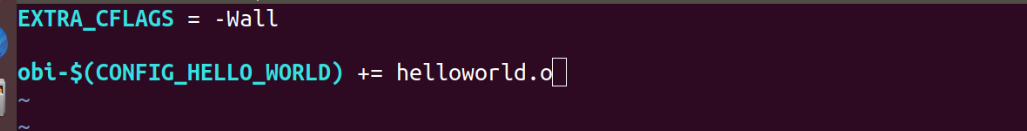 EXTRA_CFLAGS = -Wall
obi-$(CONFIG_HELLO_WORLD) += helloworld.o
~
~